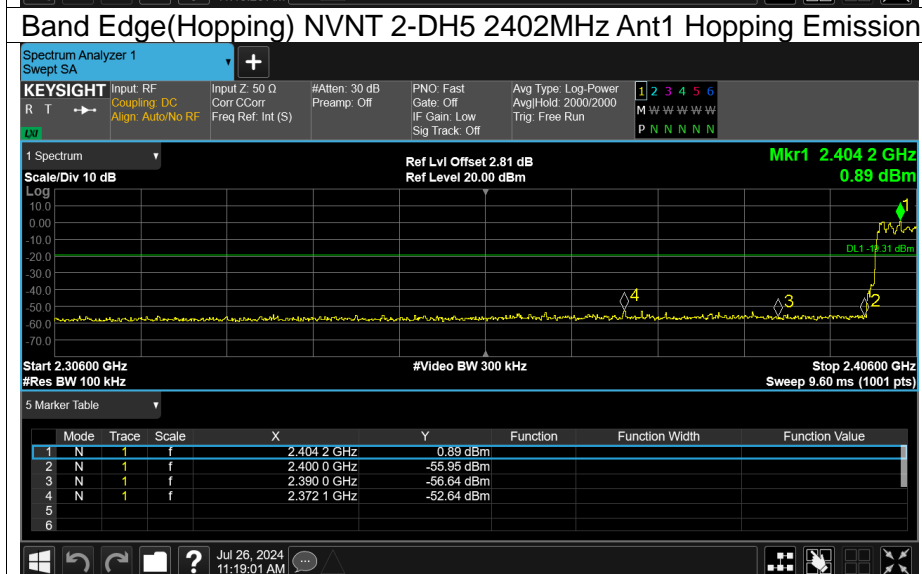 Band Edge(Hopping) NVNT 2-DH5 2402MHz Ant1 Hopping Emission
Spectrum Analyzer 1
Swept SA
+
KEYSIGHT Input: RF Input Z: 50 Ω #Atten: 30 dB PNO: Fast Avg Type: Log-Power 1 2 3 4 5 6
R T Coupling: DC Corr CCorr Preamp: Off Gate: Off Avg|Hold: 2000/2000 M W W W W W
Align: Auto/No RF Freq Ref: Int (S) IF Gain: Low Trig: Free Run
LXI Sig Track: Off P N N N N N
1 Spectrum Ref Lvl Offset 2.81 dB Mkr1 2.404 2 GHz
Scale/Div 10 dB Ref Level 20.00 dBm 0.89 dBm
Log
10.0
0.00
-10.0
-20.0
-30.0
-40.0
-50.0
-60.0
-70.0
1
DL1 -19.31 dBm
4
3
2
Start 2.30600 GHz #Video BW 300 kHz Stop 2.40600 GHz
#Res BW 100 kHz Sweep 9.60 ms (1001 pts)
5 Marker Table
Mode Trace Scale X Y Function Function Width Function Value
1 N 1 f 2.404 2 GHz 0.89 dBm
2 N 1 f 2.400 0 GHz -55.95 dBm
3 N 1 f 2.390 0 GHz -56.64 dBm
4 N 1 f 2.372 1 GHz -52.64 dBm
5
6
? Jul 26, 2024
11:19:01 AM